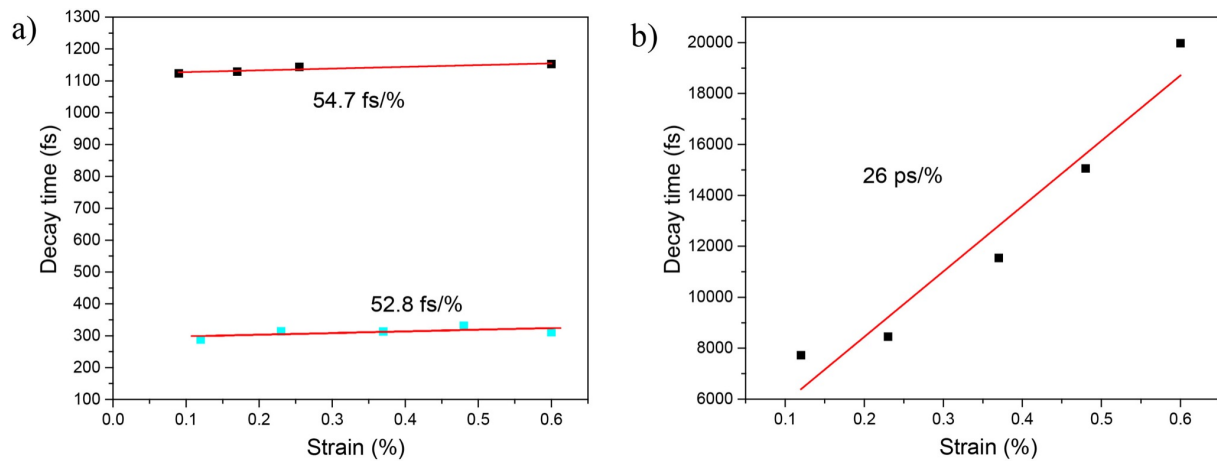 a)
1300
1200
1100
1000
900
800
700
600
500
400
300
200
100
Decay time (fs)
54.7 fs/%
52.8 fs/%
0.0 0.1 0.2 0.3 0.4 0.5 0.6
Strain (%)
b)
20000
18000
16000
14000
12000
10000
8000
6000
Decay time (fs)
26 ps/%
0.1 0.2 0.3 0.4 0.5 0.6
Strain (%)